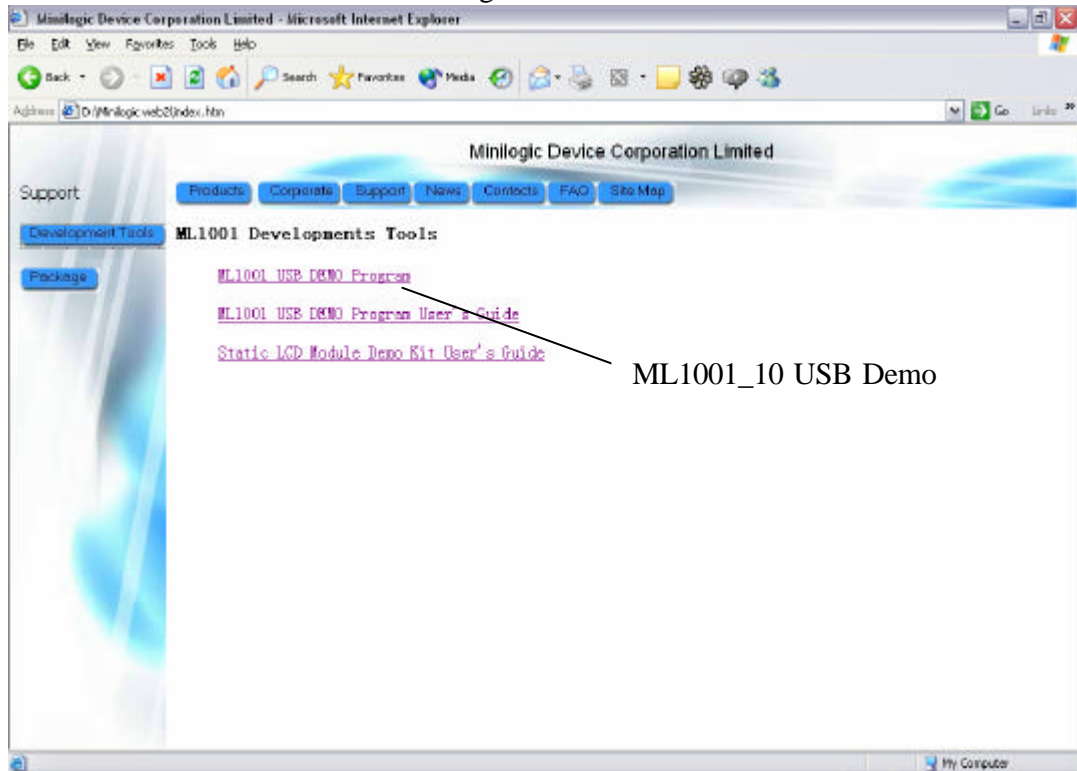 Minilogic Device Corporation Limited - Microsoft Internet Explorer
File Edit View Favorites Tools Help
Back Search Favorites Media
Address D:\Minilogic web2\index.htm Go Links »
Minilogic Device Corporation Limited
Support
Products Corporate Support News Contacts FAQ Site Map
Development Tools
ML1001 Developments Tools
Package
ML1001 USB DEMO Program
ML1001 USB DEMO Program User's Guide
Static LCD Module Demo Kit User's Guide
ML1001_10 USB Demo
My Computer